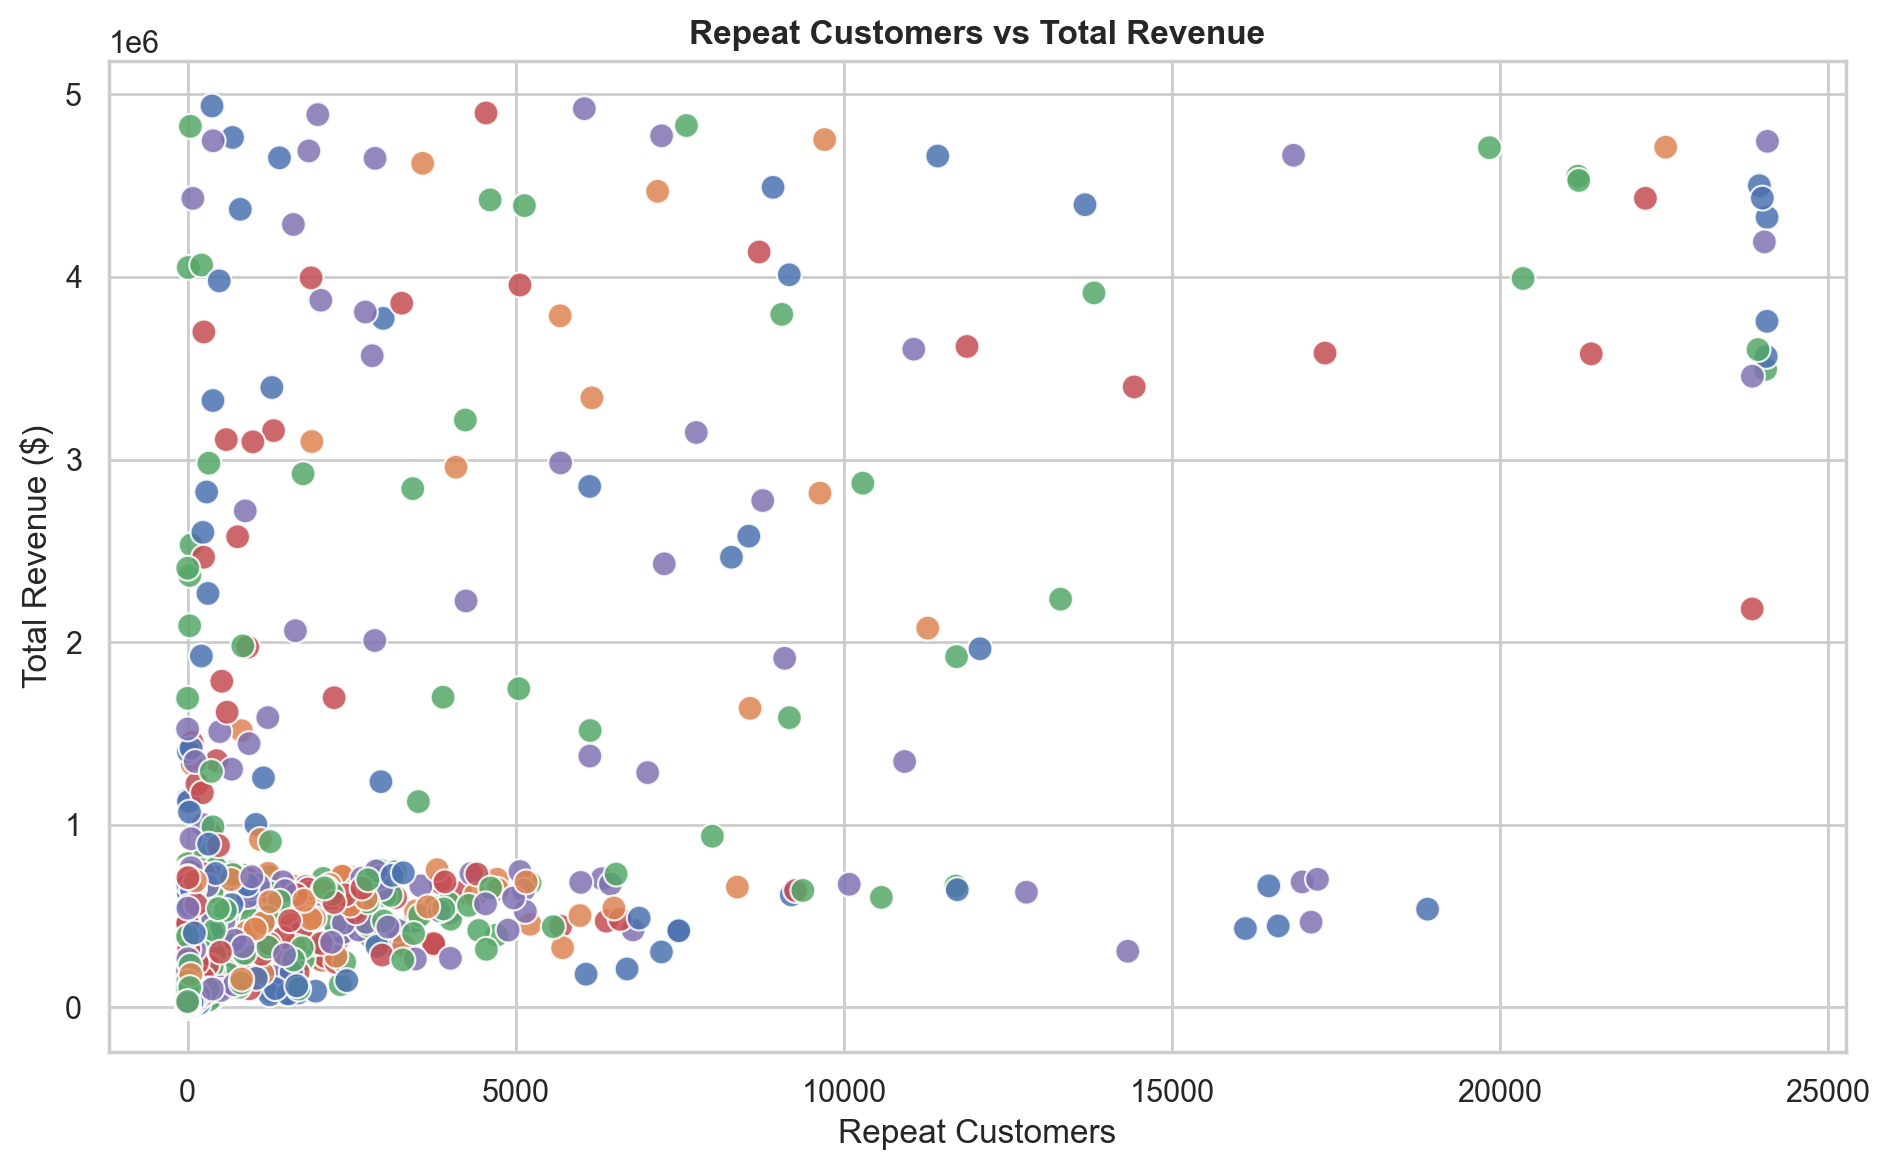 Repeat Customers vs Total Revenue
1e6
5
4
3
2
1
0
Total Revenue ($)
0 5000 10000 15000 20000 25000
Repeat Customers